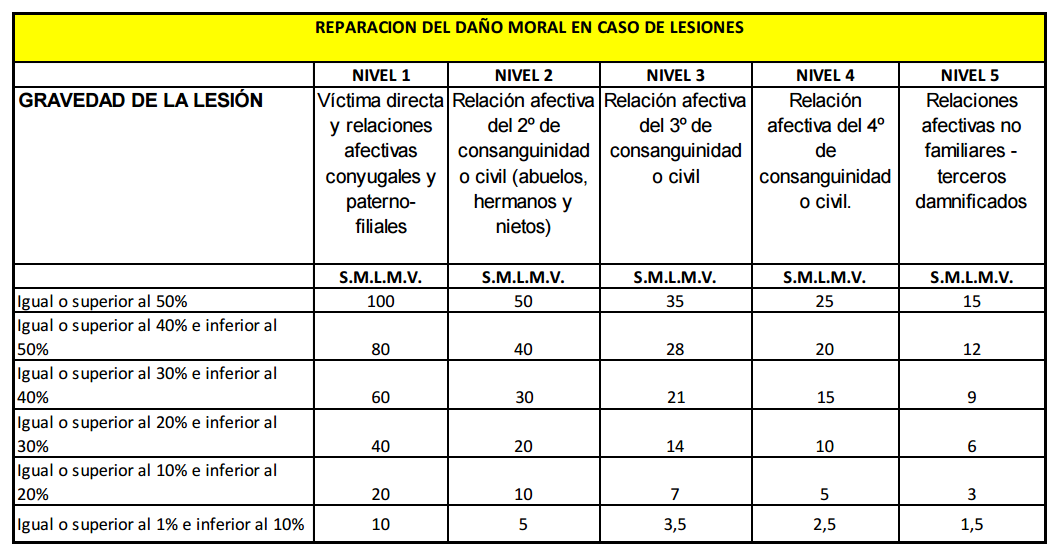 REPARACION DEL DAÑO MORAL EN CASO DE LESIONES
NIVEL 1 NIVEL 2 NIVEL 3 NIVEL 4 NIVEL 5
GRAVEDAD DE LA LESIÓN
Víctima directa
y relaciones
afectivas
conyugales y
paterno-
filiales
Relación afectiva
del 2º de
consanguinidad
o civil (abuelos,
hermanos y
nietos)
Relación afectiva
del 3º de
consanguinidad
o civil
Relación
afectiva del 4º
de
consanguinidad
o civil.
Relaciones
afectivas no
familiares -
terceros
damnificados
S.M.L.M.V. S.M.L.M.V. S.M.L.M.V. S.M.L.M.V. S.M.L.M.V.
Igual o superior al 50% 100 50 35 25 15
Igual o superior al 40% e inferior al
50% 80 40 28 20 12
Igual o superior al 30% e inferior al
40% 60 30 21 15 9
Igual o superior al 20% e inferior al
30% 40 20 14 10 6
Igual o superior al 10% e inferior al
20% 20 10 7 5 3
Igual o superior al 1% e inferior al 10% 10 5 3,5 2,5 1,5